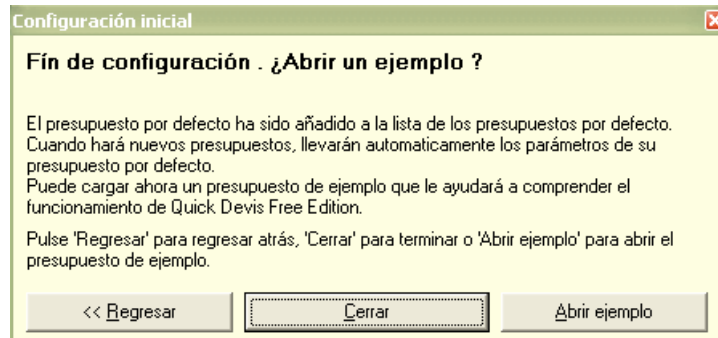 Configuración inicial
Fín de configuración . ¿Abrir un ejemplo ?
El presupuesto por defecto ha sido añadido a la lista de los presupuestos por defecto.
Cuando hará nuevos presupuestos, llevarán automaticamente los parámetros de su
presupuesto por defecto.
Puede cargar ahora un presupuesto de ejemplo que le ayudará a comprender el
funcionamiento de Quick Devis Free Edition.
Pulse 'Regresar' para regresar atrás, 'Cerrar' para terminar o 'Abrir ejemplo' para abrir el
presupuesto de ejemplo.
<< Regresar
Cerrar
Abrir ejemplo